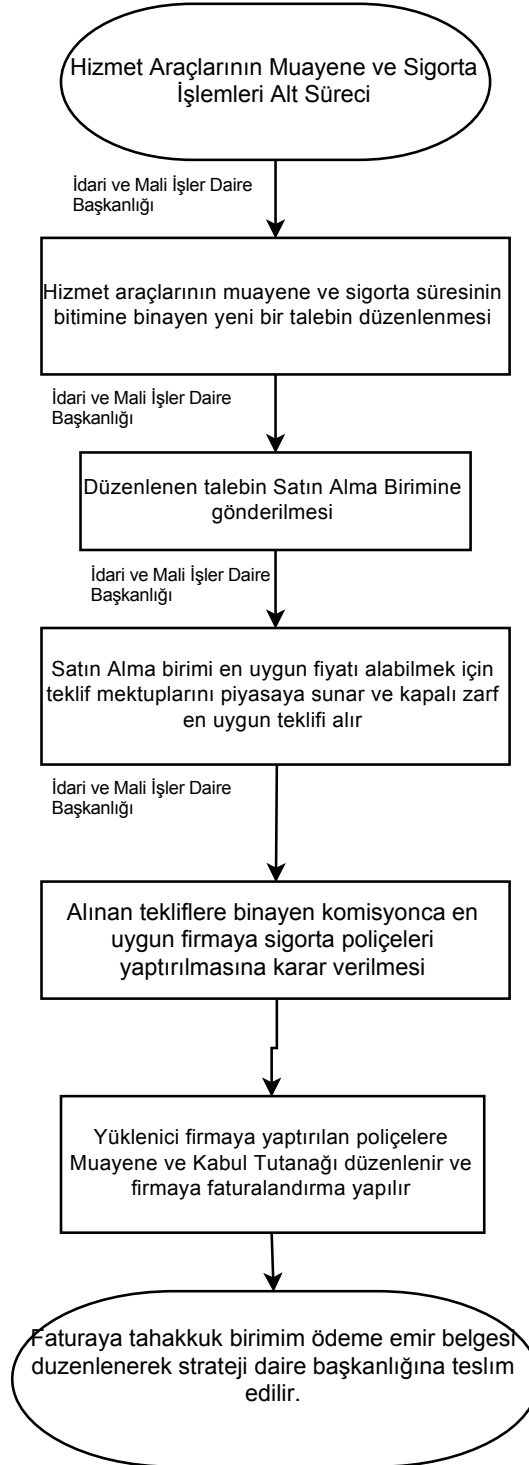 Hizmet Araçlarının Muayene ve Sigorta
İşlemleri Alt Süreci
İdari ve Mali İşler Daire
Başkanlığı
Hizmet araçlarının muayene ve sigorta süresinin
bitimine binayen yeni bir talebin düzenlenmesi
İdari ve Mali İşler Daire
Başkanlığı
Düzenlenen talebin Satın Alma Birimine
gönderilmesi
İdari ve Mali İşler Daire
Başkanlığı
Satın Alma birimi en uygun fiyatı alabilmek için
teklif mektuplarını piyasaya sunar ve kapalı zarf
en uygun teklifi alır
İdari ve Mali İşler Daire
Başkanlığı
Alınan tekliflere binayen komisyonca en
uygun firmaya sigorta poliçeleri
yaptırılmasına karar verilmesi
Yüklenici firmaya yaptırılan poliçelere
Muayene ve Kabul Tutanağı düzenlenir ve
firmaya faturalandırma yapılır
Faturaya tahakkuk birimim ödeme emir belgesi
duzenlenerek strateji daire başkanlığına teslım
edilir.